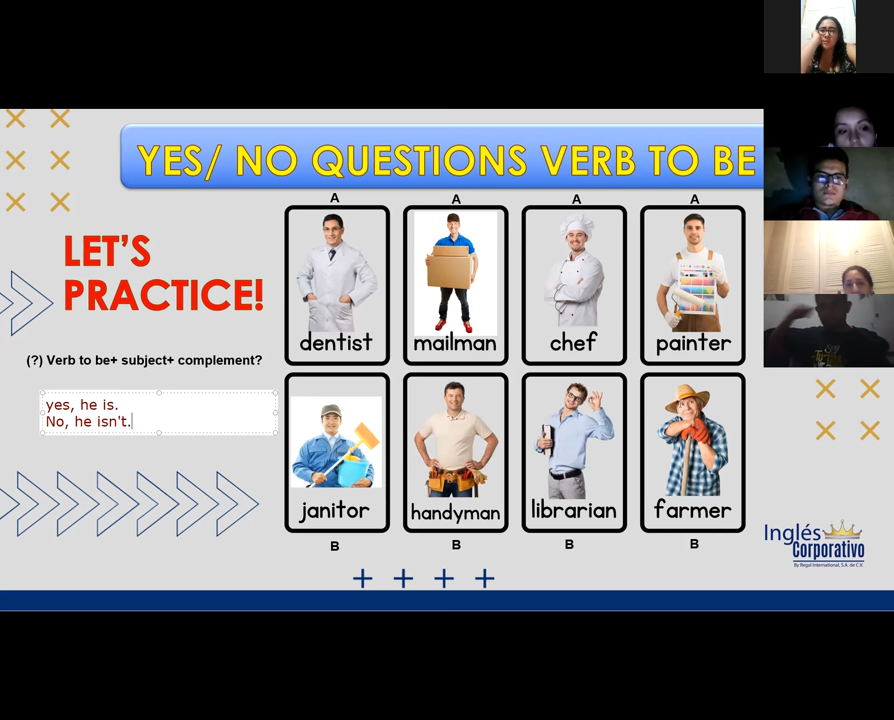 YES/ NO QUESTIONS VERB TO BE
A
A
A
A
LET'S
PRACTICE!
(?) Verb to be+ subject+ complement?
yes, he is.
No, he isn't.
dentist
mailman
chef
painter
janitor
handyman
librarian
farmer
B
B
B
B
Inglés
Corporativo
By Regal International, S.A. de C.V.